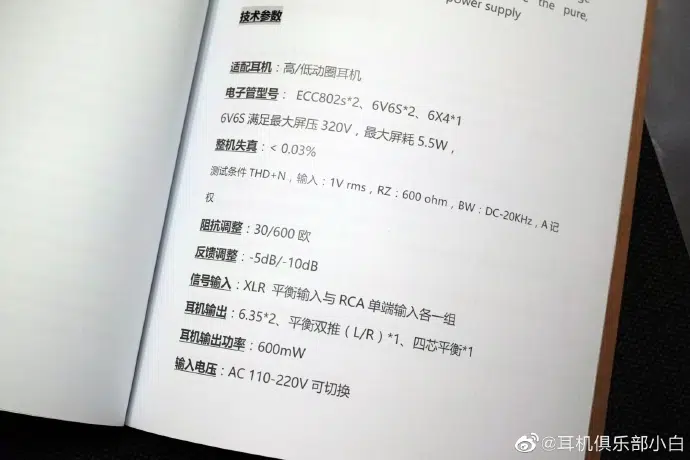 the pure,
power supply
技术参数
适配耳机：高/低动圈耳机
电子管型号： ECC802s*2、6V6S*2、6X4*1
6V6S 满足最大屏压 320V，最大屏耗 5.5W，
整机失真：< 0.03%
测试条件 THD+N，输入：1V rms，RZ：600 ohm，BW：DC-20KHz，A 记
权
阻抗调整：30/600 欧
反馈调整：-5dB/-10dB
信号输入：XLR 平衡输入与 RCA 单端输入各一组
耳机输出：6.35*2、平衡双推（L/R）*1、四芯平衡*1
耳机输出功率：600mW
输入电压：AC 110-220V 可切换
@耳机俱乐部小白